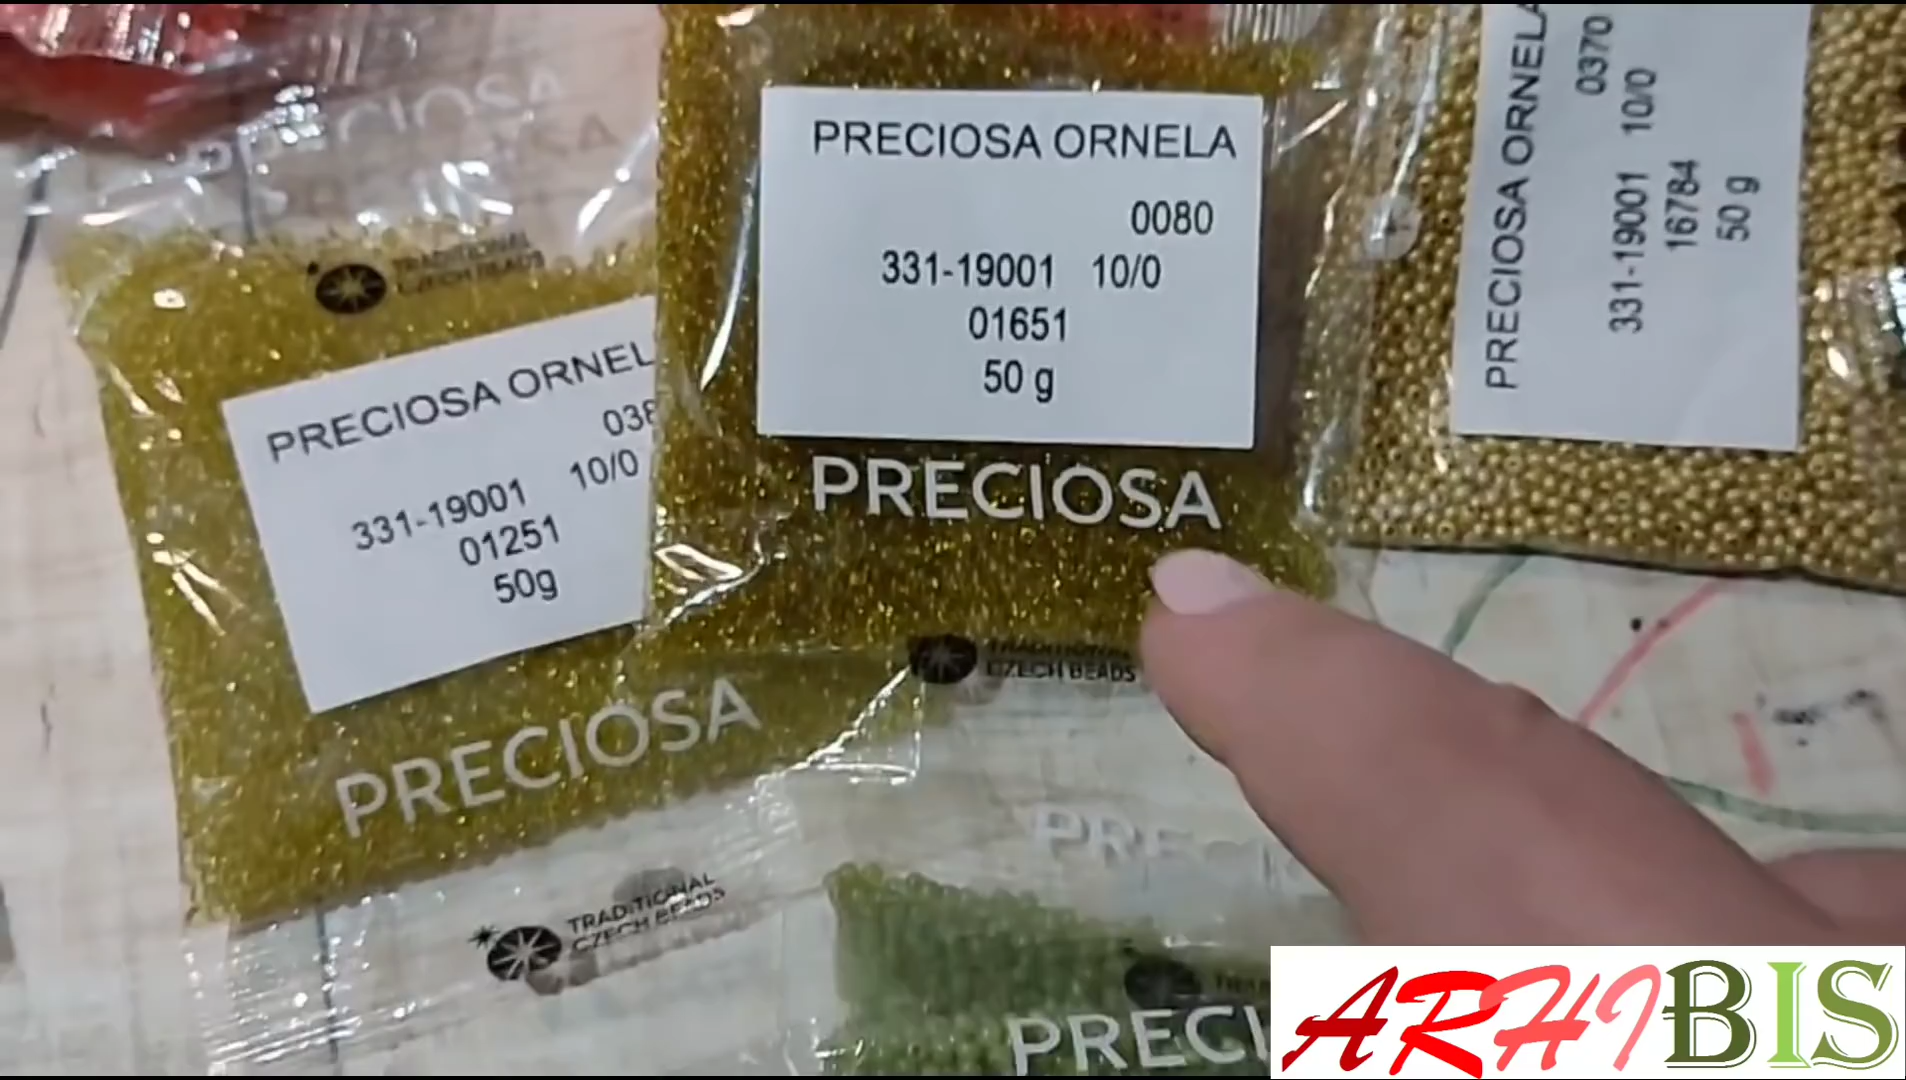 PRECIOSA
TRADITIONAL
CZECH BEADS
PRECIOSA ORNEL
038
331-19001 10/0
01251
50g
PRECIOSA
TRADITIONAL
CZECH BEADS
PRECIOSA ORNELA
0080
331-19001 10/0
01651
50 g
PRECIOSA
TRADITIONAL
CZECH BEADS
PRECIOSA ORNELA
0370
331-19001 10/0
16784
50 g
PRECI
ARHIBIS